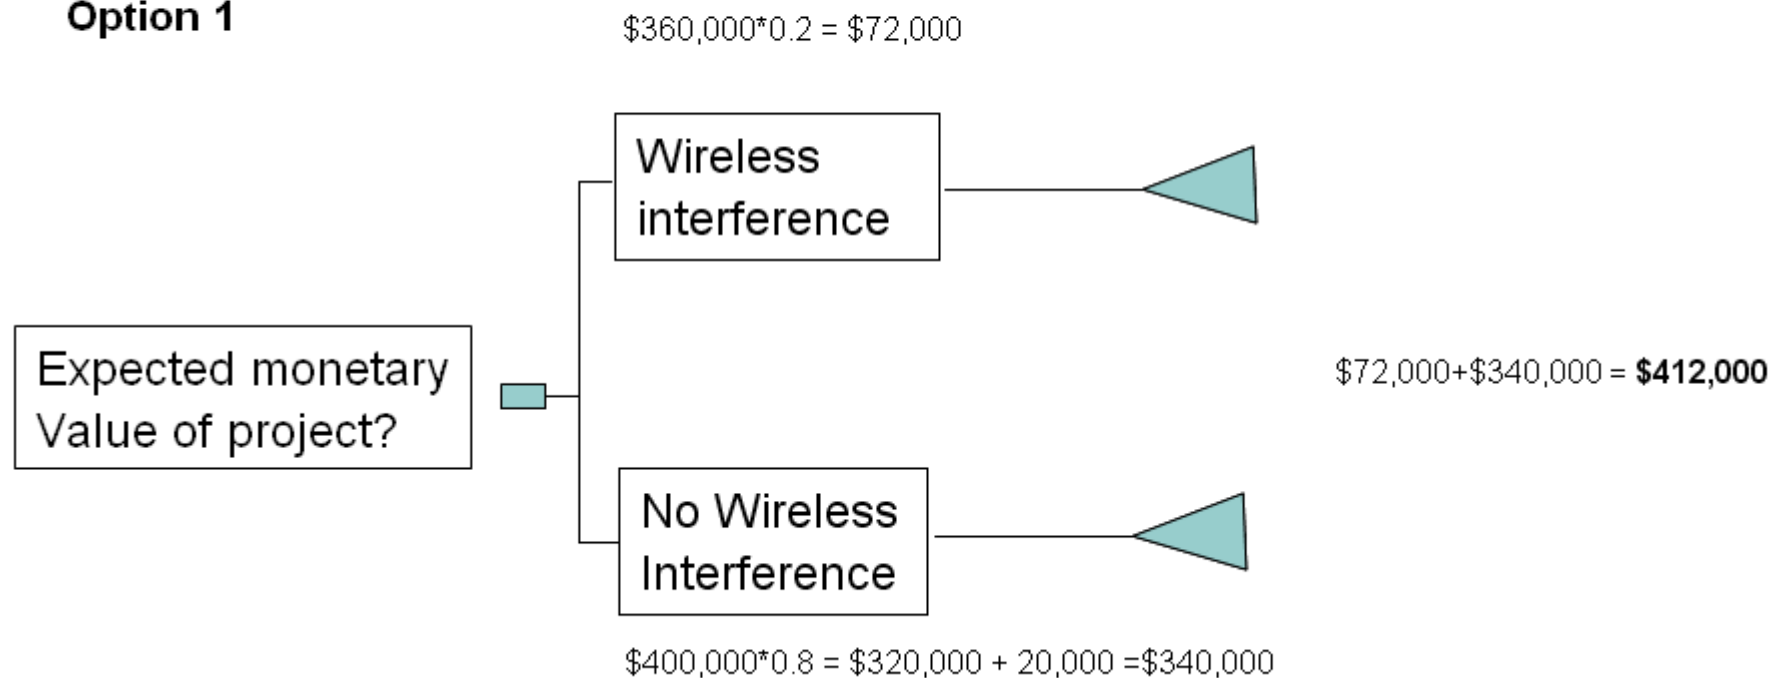 Option 1
$360,000*0.2 = $72,000
Wireless
interference
Expected monetary
Value of project?
$72,000+$340,000 = $412,000
No Wireless
Interference
$400,000*0.8 = $320,000 + 20,000 =$340,000